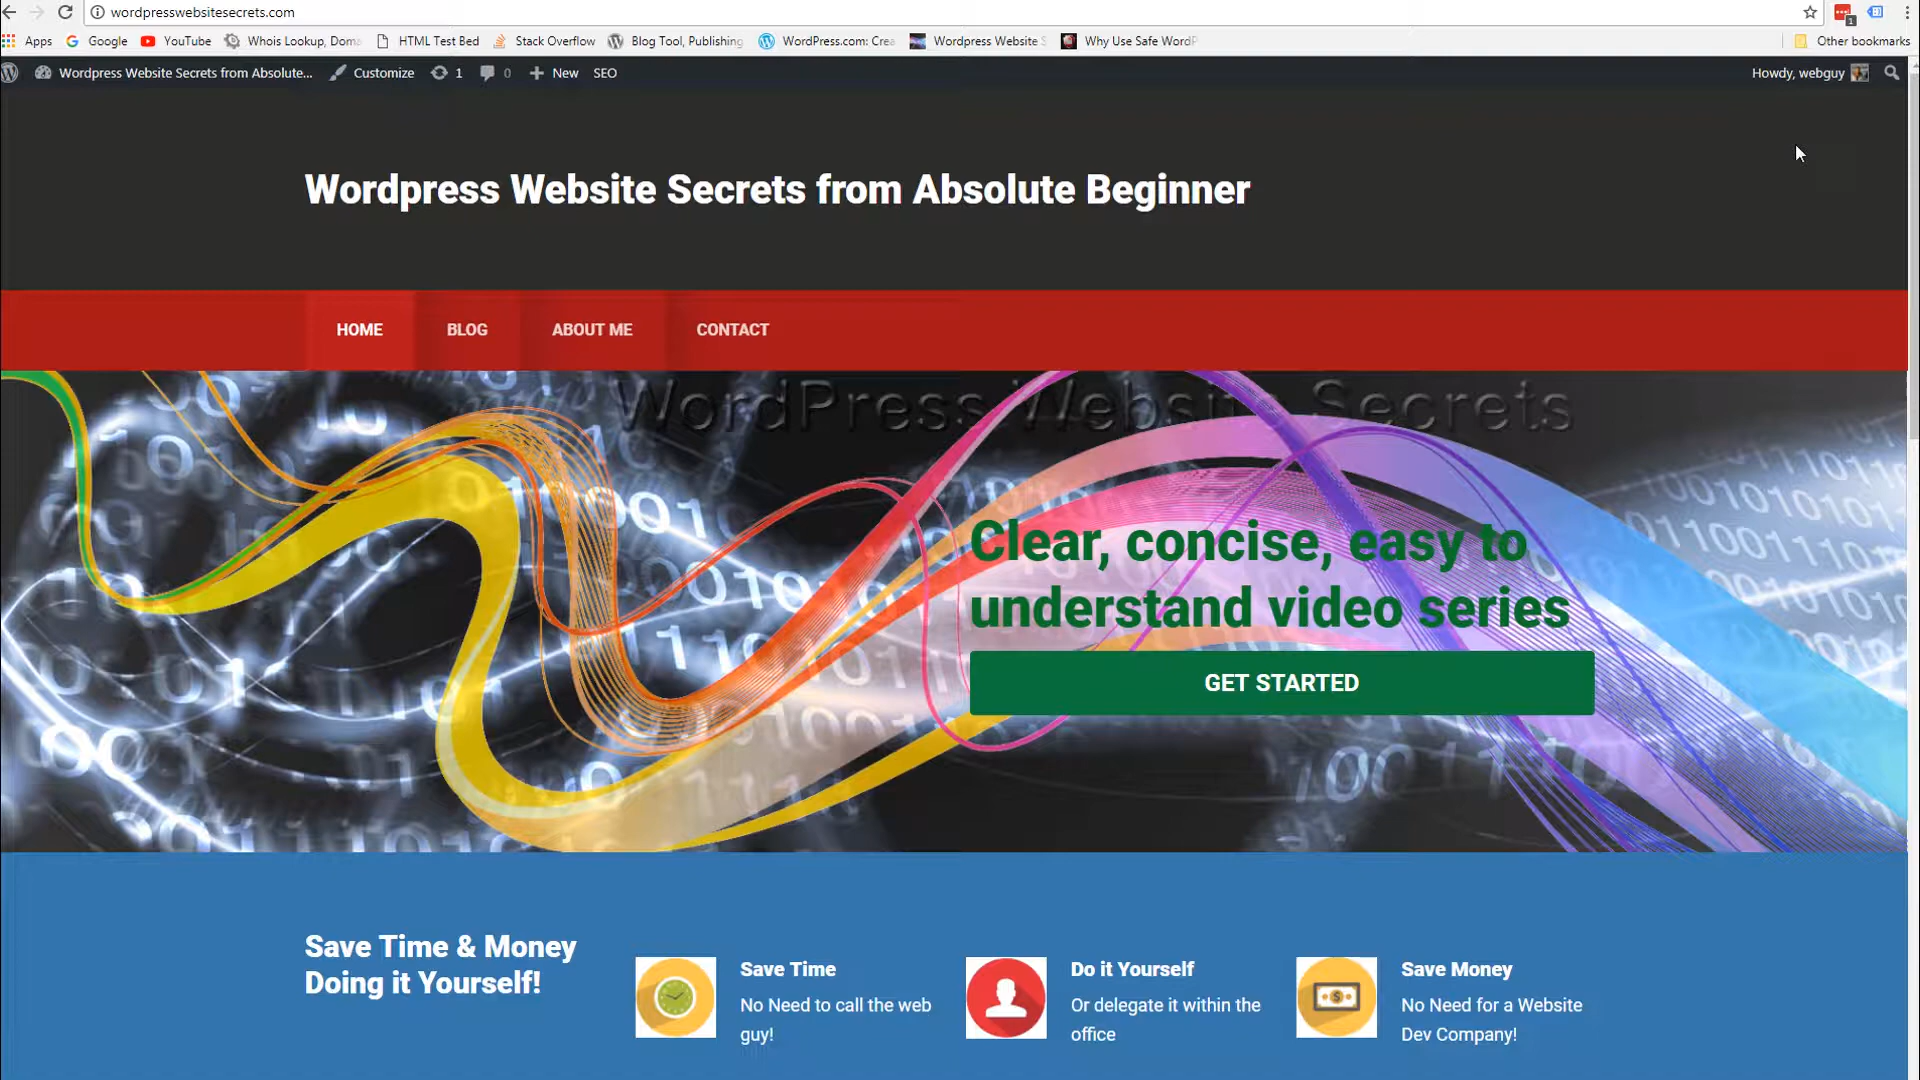 wordpresswebsitesecrets.com
Apps Google YouTube Whois Lookup, Doma HTML Test Bed Stack Overflow Blog Tool, Publishing WordPress.com: Crea Wordpress Website S Why Use Safe WordP Other bookmarks
Wordpress Website Secrets from Absolute... Customize 1 0 New SEO Howdy, webguy
Wordpress Website Secrets from Absolute Beginner
HOME BLOG ABOUT ME CONTACT
WordPress Website Secrets
Clear, concise, easy to
understand video series
GET STARTED
Save Time & Money
Doing it Yourself!
Save Time
No Need to call the web
guy!
Do it Yourself
Or delegate it within the
office
Save Money
No Need for a Website
Dev Company!